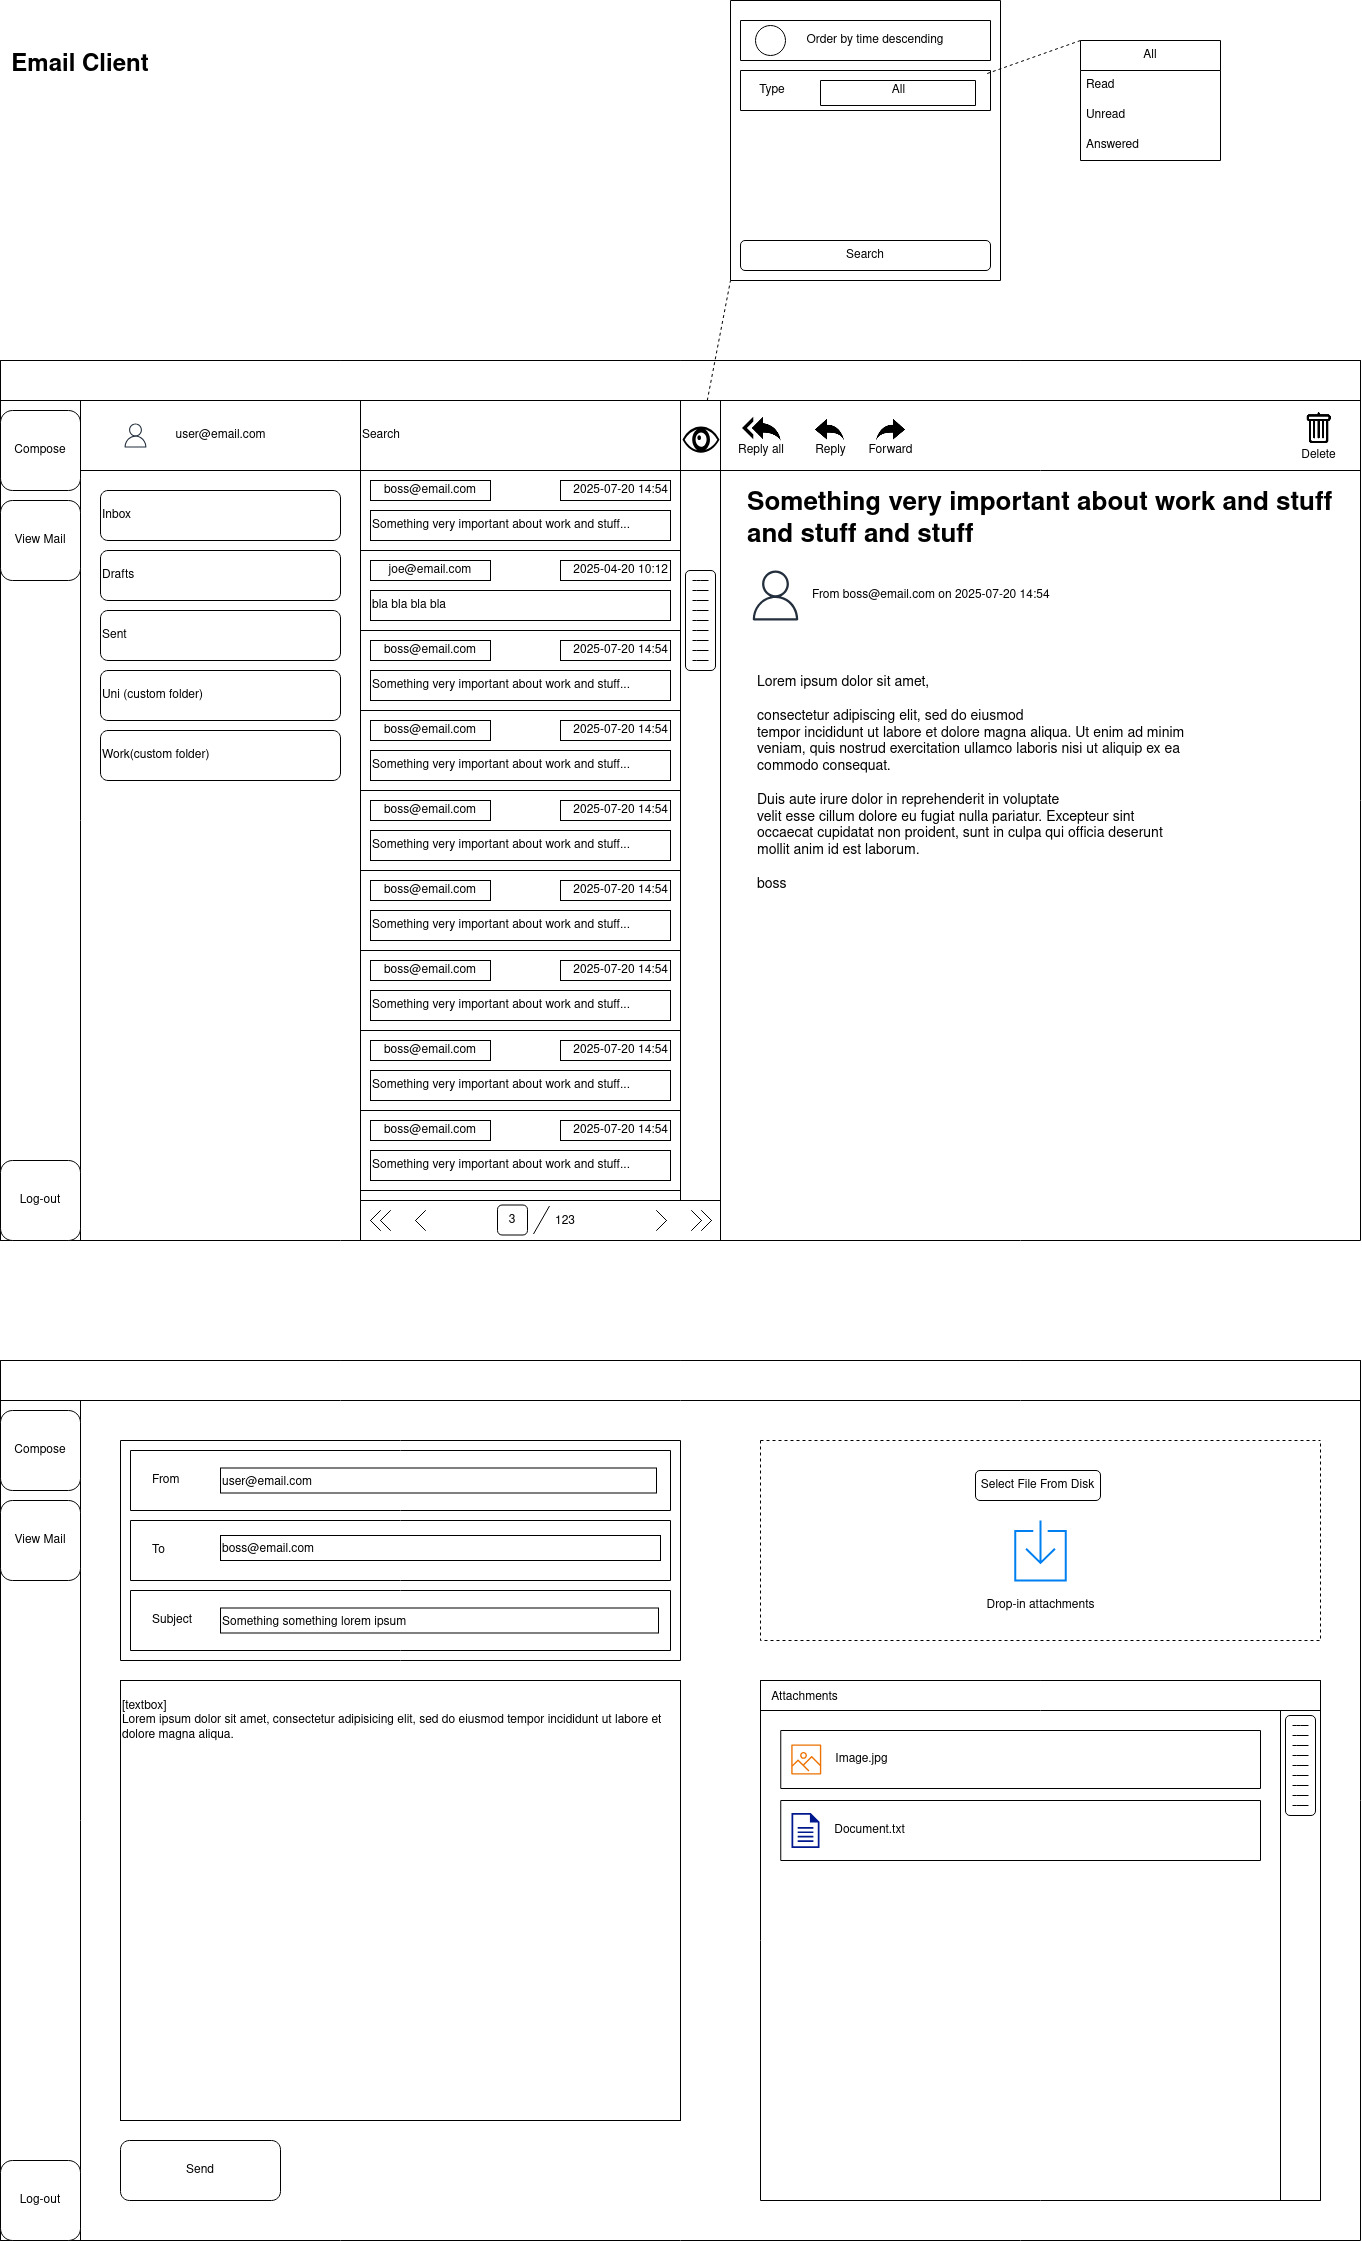 Email Client
Order by time descending
Type
All
Search
All
Read
Unread
Answered
Compose
View Mail
Log-out
user@email.com
Inbox
Drafts
Sent
Uni (custom folder)
Work(custom folder)
Search
boss@email.com
2025-07-20 14:54
Something very important about work and stuff...
joe@email.com
2025-04-20 10:12
bla bla bla bla
boss@email.com
2025-07-20 14:54
Something very important about work and stuff...
boss@email.com
2025-07-20 14:54
Something very important about work and stuff...
boss@email.com
2025-07-20 14:54
Something very important about work and stuff...
boss@email.com
2025-07-20 14:54
Something very important about work and stuff...
boss@email.com
2025-07-20 14:54
Something very important about work and stuff...
boss@email.com
2025-07-20 14:54
Something very important about work and stuff...
boss@email.com
2025-07-20 14:54
Something very important about work and stuff...
3
123
Reply all
Reply
Forward
Delete
Something very important about work and stuff
and stuff and stuff
From boss@email.com on 2025-07-20 14:54
Lorem ipsum dolor sit amet,
consectetur adipiscing elit, sed do eiusmod
tempor incididunt ut labore et dolore magna aliqua. Ut enim ad minim
veniam, quis nostrud exercitation ullamco laboris nisi ut aliquip ex ea
commodo consequat.
Duis aute irure dolor in reprehenderit in voluptate
velit esse cillum dolore eu fugiat nulla pariatur. Excepteur sint
occaecat cupidatat non proident, sunt in culpa qui officia deserunt
mollit anim id est laborum.
boss
Compose
View Mail
Log-out
From
user@email.com
To
boss@email.com
Subject
Something something lorem ipsum
[textbox]
Lorem ipsum dolor sit amet, consectetur adipisicing elit, sed do eiusmod tempor incididunt ut labore et
dolore magna aliqua.
Send
Select File From Disk
Drop-in attachments
Attachments
Image.jpg
Document.txt